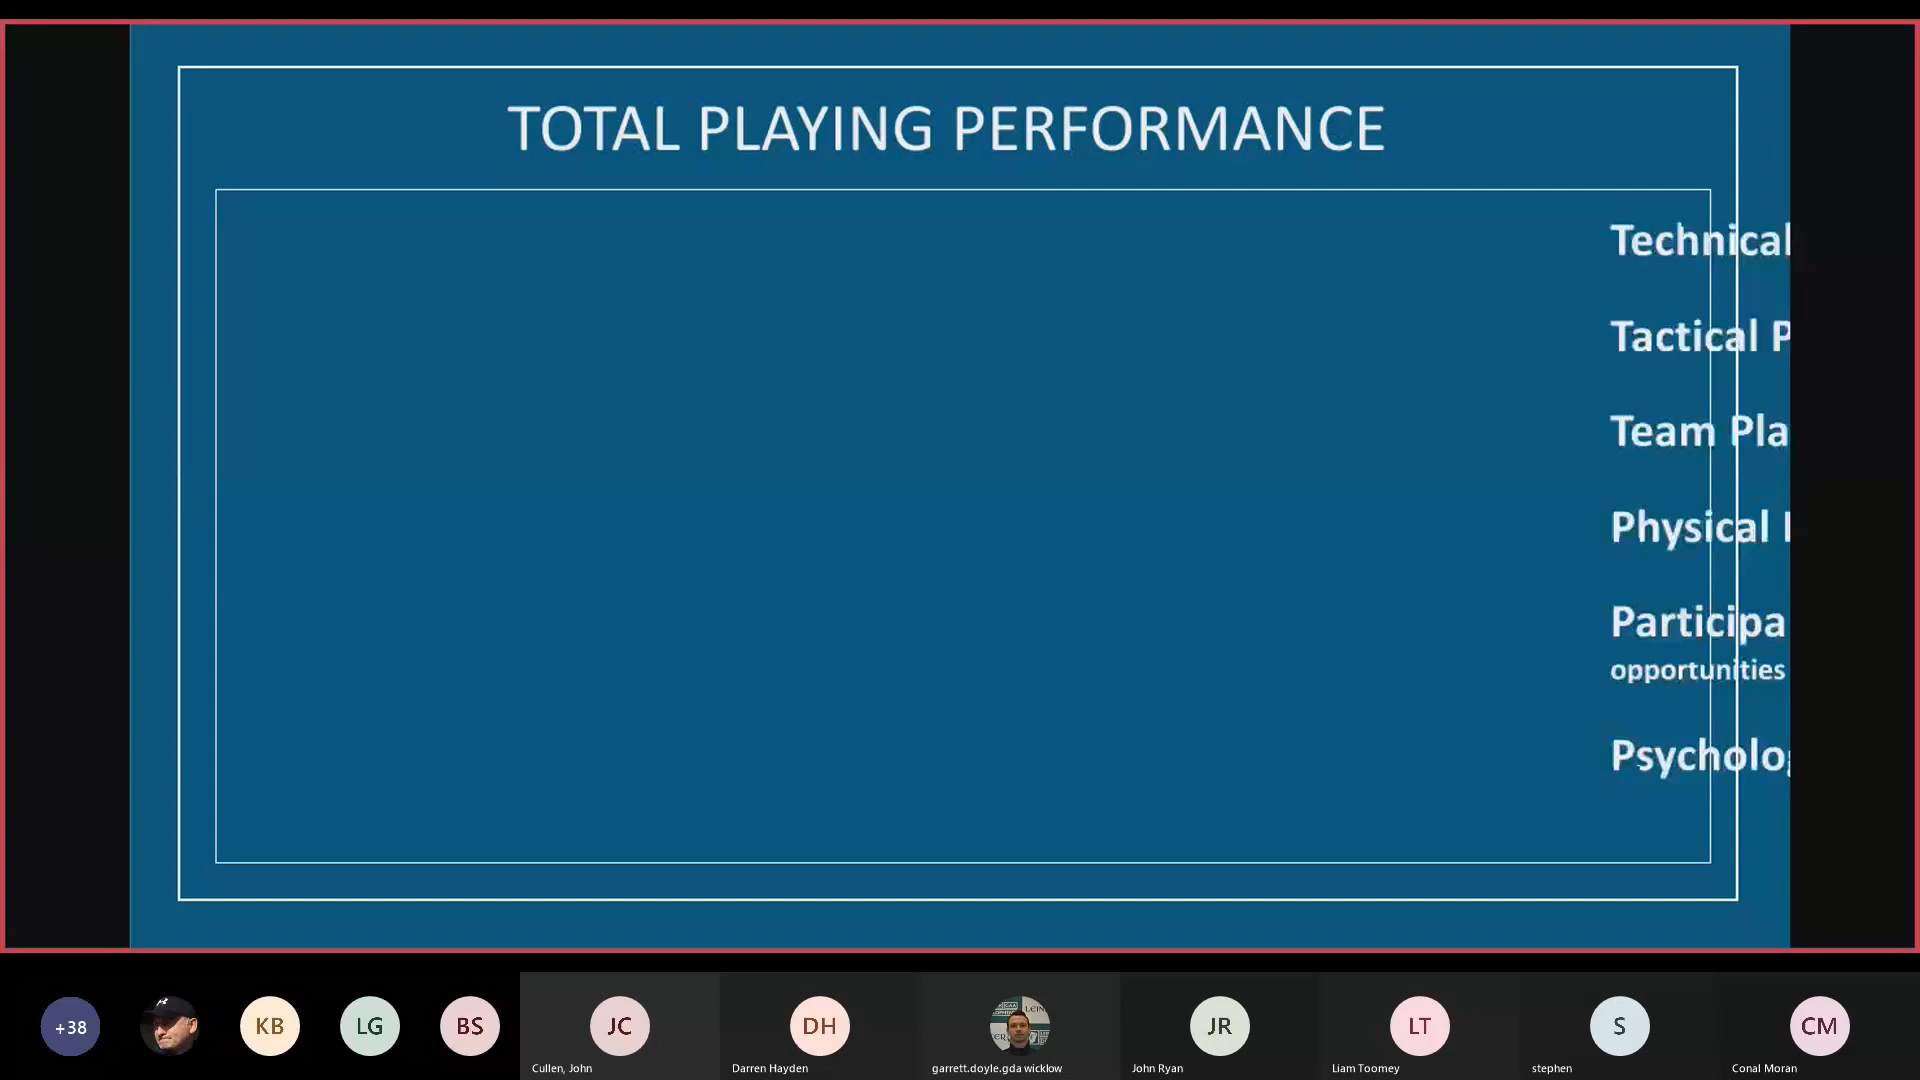 TOTAL PLAYING PERFORMANCE
Technical
Tactical P
Team Pla
Physical
Participa
opportunities
Psycholo
+38
KB
LG
BS
JC
DH
JR
LT
S
CM
Cullen, John
Darren Hayden
garrett.doyle.gda wicklow
John Ryan
Liam Toomey
stephen
Conal Moran